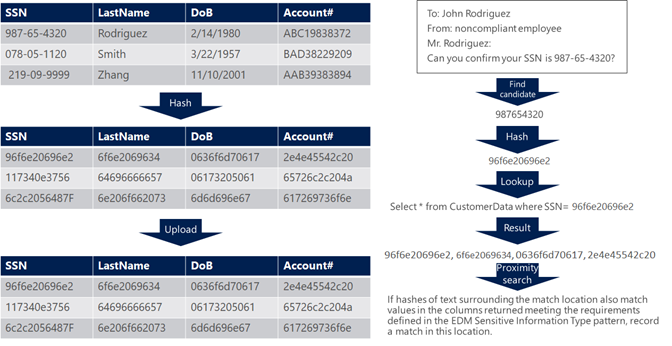 SSN LastName DoB Account#
987-65-4320 Rodriguez 2/14/1980 ABC19838372
078-05-1120 Smith 3/22/1957 BAD38229209
219-09-9999 Zhang 11/10/2001 AAB39383894
Hash
SSN LastName DoB Account#
96f6e20696e2 6f6e2069634 0636f6d70617 2e4e45542c20
117340e3756 64696666657 06173205061 65726c2c204a
6c2c2056487F 6e206f662073 6d6d696e67 617269736f6e
Upload
SSN LastName DoB Account#
96f6e20696e2 6f6e2069634 0636f6d70617 2e4e45542c20
117340e3756 64696666657 06173205061 65726c2c204a
6c2c2056487F 6e206f662073 6d6d696e67 617269736f6e
To: John Rodriguez
From: noncompliant employee
Mr. Rodriguez:
Can you confirm your SSN is 987-65-4320?
Find
candidate
987654320
Hash
96f6e20696e2
Lookup
Select * from CustomerData where SSN= 96f6e20696e2
Result
96f6e20696e2, 6f6e2069634, 0636f6d70617, 2e4e45542c20
Proximity
search
If hashes of text surrounding the match location also match
values in the columns returned meeting the requirements
defined in the EDM Sensitive Information Type pattern, record
a match in this location.